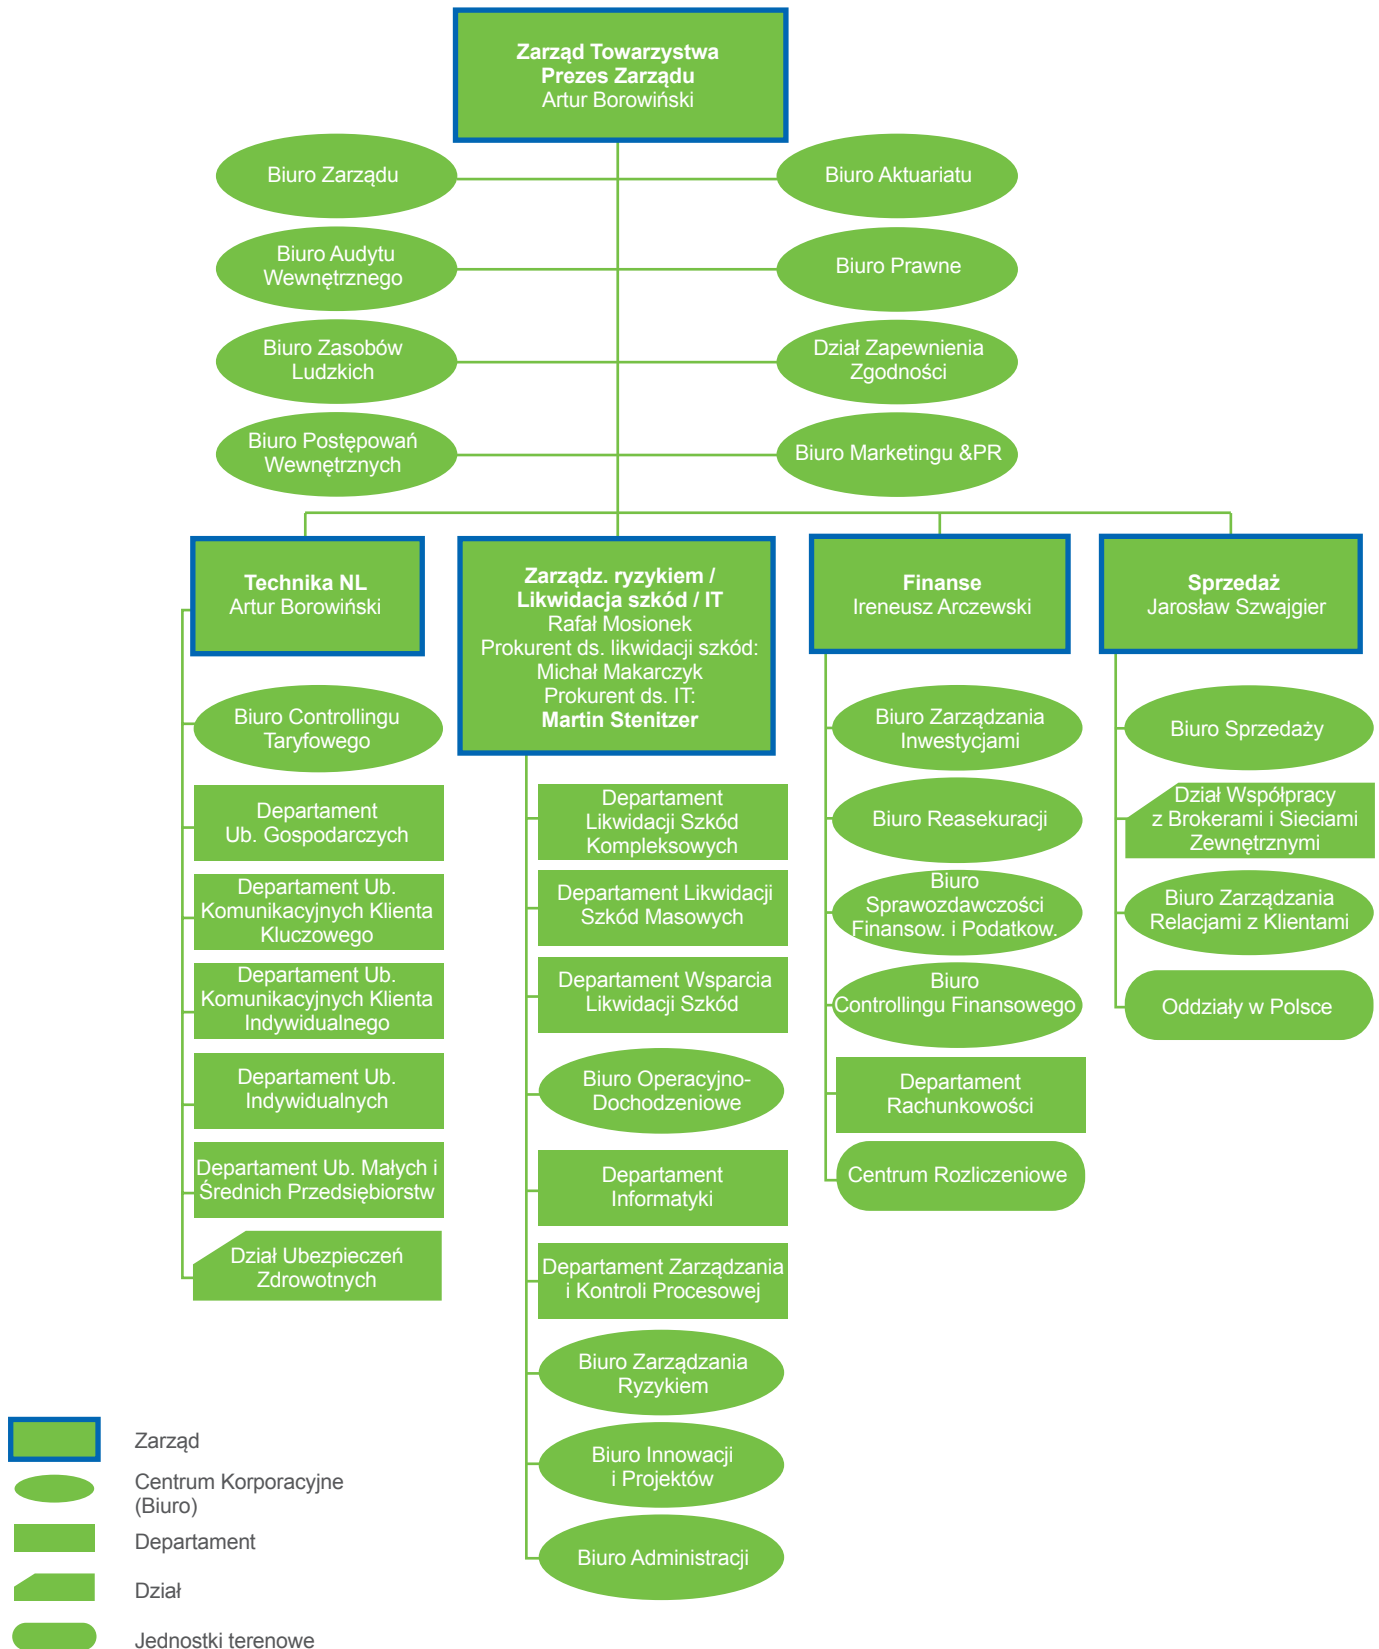 Zarząd Towarzystwa
Prezes Zarządu
Artur Borowiński
Biuro Zarządu
Biuro Aktuariatu
Biuro Audytu
Wewnętrznego
Biuro Prawne
Biuro Zasobów
Ludzkich
Dział Zapewnienia
Zgodności
Biuro Postępowań
Wewnętrznych
Biuro Marketingu &PR
Technika NL
Artur Borowiński
Biuro Controllingu
Taryfowego
Departament
Ub. Gospodarczych
Departament Ub.
Komunikacyjnych Klienta
Kluczowego
Departament Ub.
Komunikacyjnych Klienta
Indywidualnego
Departament Ub.
Indywidualnych
Departament Ub. Małych i
Średnich Przedsiębiorstw
Dział Ubezpieczeń
Zdrowotnych
Zarządz. ryzykiem /
Likwidacja szkód / IT
Rafał Mosionek
Prokurent ds. likwidacji szkód:
Michał Makarczyk
Prokurent ds. IT:
Martin Stenitzer
Departament
Likwidacji Szkód
Kompleksowych
Departament Likwidacji
Szkód Masowych
Departament Wsparcia
Likwidacji Szkód
Biuro Operacyjno-
Dochodzeniowe
Departament
Informatyki
Departament Zarządzania
i Kontroli Procesowej
Biuro Zarządzania
Ryzykiem
Biuro Innowacji
i Projektów
Biuro Administracji
Finanse
Ireneusz Arczewski
Biuro Zarządzania
Inwestycjami
Biuro Reasekuracji
Biuro
Sprawozdawczości
Finansow. i Podatkow.
Biuro
Controllingu Finansowego
Departament
Rachunkowości
Centrum Rozliczeniowe
Sprzedaż
Jarosław Szwajgier
Biuro Sprzedaży
Dział Współpracy
z Brokerami i Sieciami
Zewnętrznymi
Biuro Zarządzania
Relacjami z Klientami
Oddziały w Polsce
Zarząd
Centrum Korporacyjne
(Biuro)
Departament
Dział
Jednostki terenowe